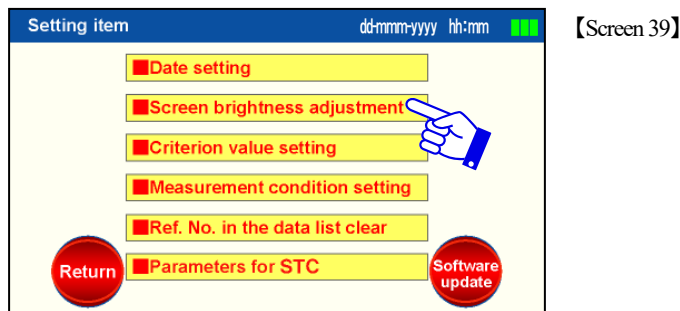 Setting item dd-mmm-yyyy hh:mm 【Screen 39】
■Date setting
■Screen brightness adjustment
■Criterion value setting
■Measurement condition setting
■Ref. No. in the data list clear
■Parameters for STC
Return
Software
update